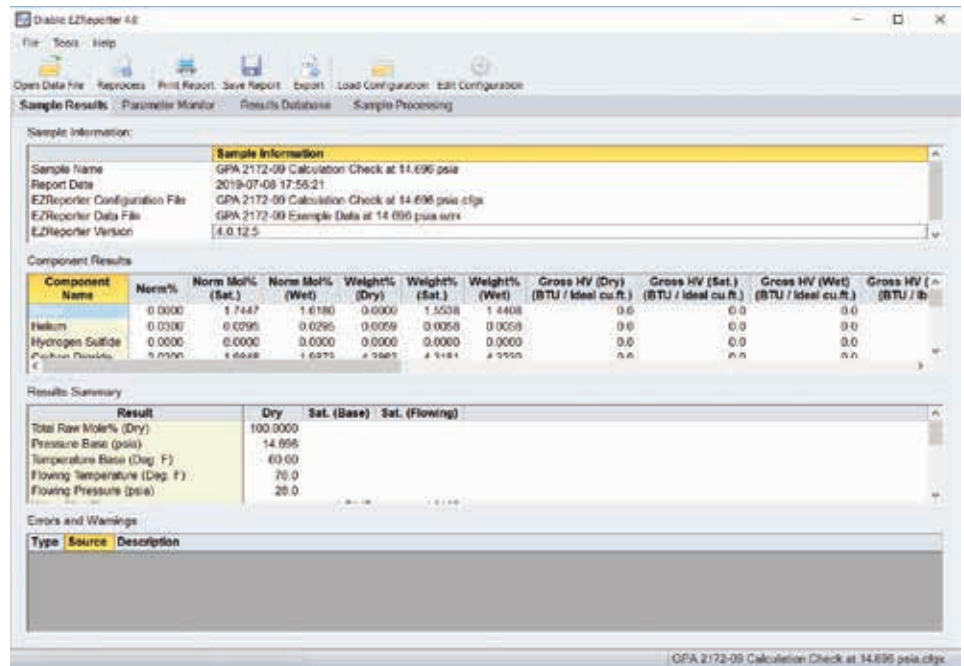 Diablo EZReporter 4.0
File Tools Help
Open Data File Reprocess Print Report Save Report Export Load Configuration Edit Configuration
Sample Results Parameter Monitor Results Database Sample Processing
Sample Information:
Sample Information
Sample Name GPA 2172-09 Calculation Check at 14.696 psia
Report Date 2019-07-08 17:56:21
EZReporter Configuration File GPA 2172-09 Calculation Check at 14.696 psia.cfgx
EZReporter Data File GPA 2172-09 Example Data at 14.696 psia
EZReporter Version 4.0.12.5
Component Results
Component Name Norm% Norm Mol% (Sat.) Norm Mol% (Wet) Weight% (Dry) Weight% (Sat.) Weight% (Wet) Gross HV (Dry) (BTU / Ideal cu.ft.) Gross HV (Sat.) (BTU / Ideal cu.ft.) Gross HV (Wet) (BTU / Ideal cu.ft.) Gross HV ( (BTU / lb
0.0000 1.7447 1.6180 0.0000 1.5538 1.4408 0.0 0.0 0.0
Helium 0.0300 0.0295 0.0295 0.0059 0.0058 0.0058 0.0 0.0 0.0
Hydrogen Sulfide 0.0000 0.0000 0.0000 0.0000 0.0000 0.0000 0.0 0.0 0.0
Carbon Dioxide 0.0 0.0 0.0
Results Summary
Result Dry Sat. (Base) Sat. (Flowing)
Total Raw Mole% (Dry) 100.0000
Pressure Base (psia) 14.696
Temperature Base (Deg. F) 60.00
Flowing Temperature (Deg. F)
Flowing Pressure (psia) 28.0
Errors and Warnings
Type Source Description
GPA 2172-09 Calculation Check at 14.696 psia.cfgx